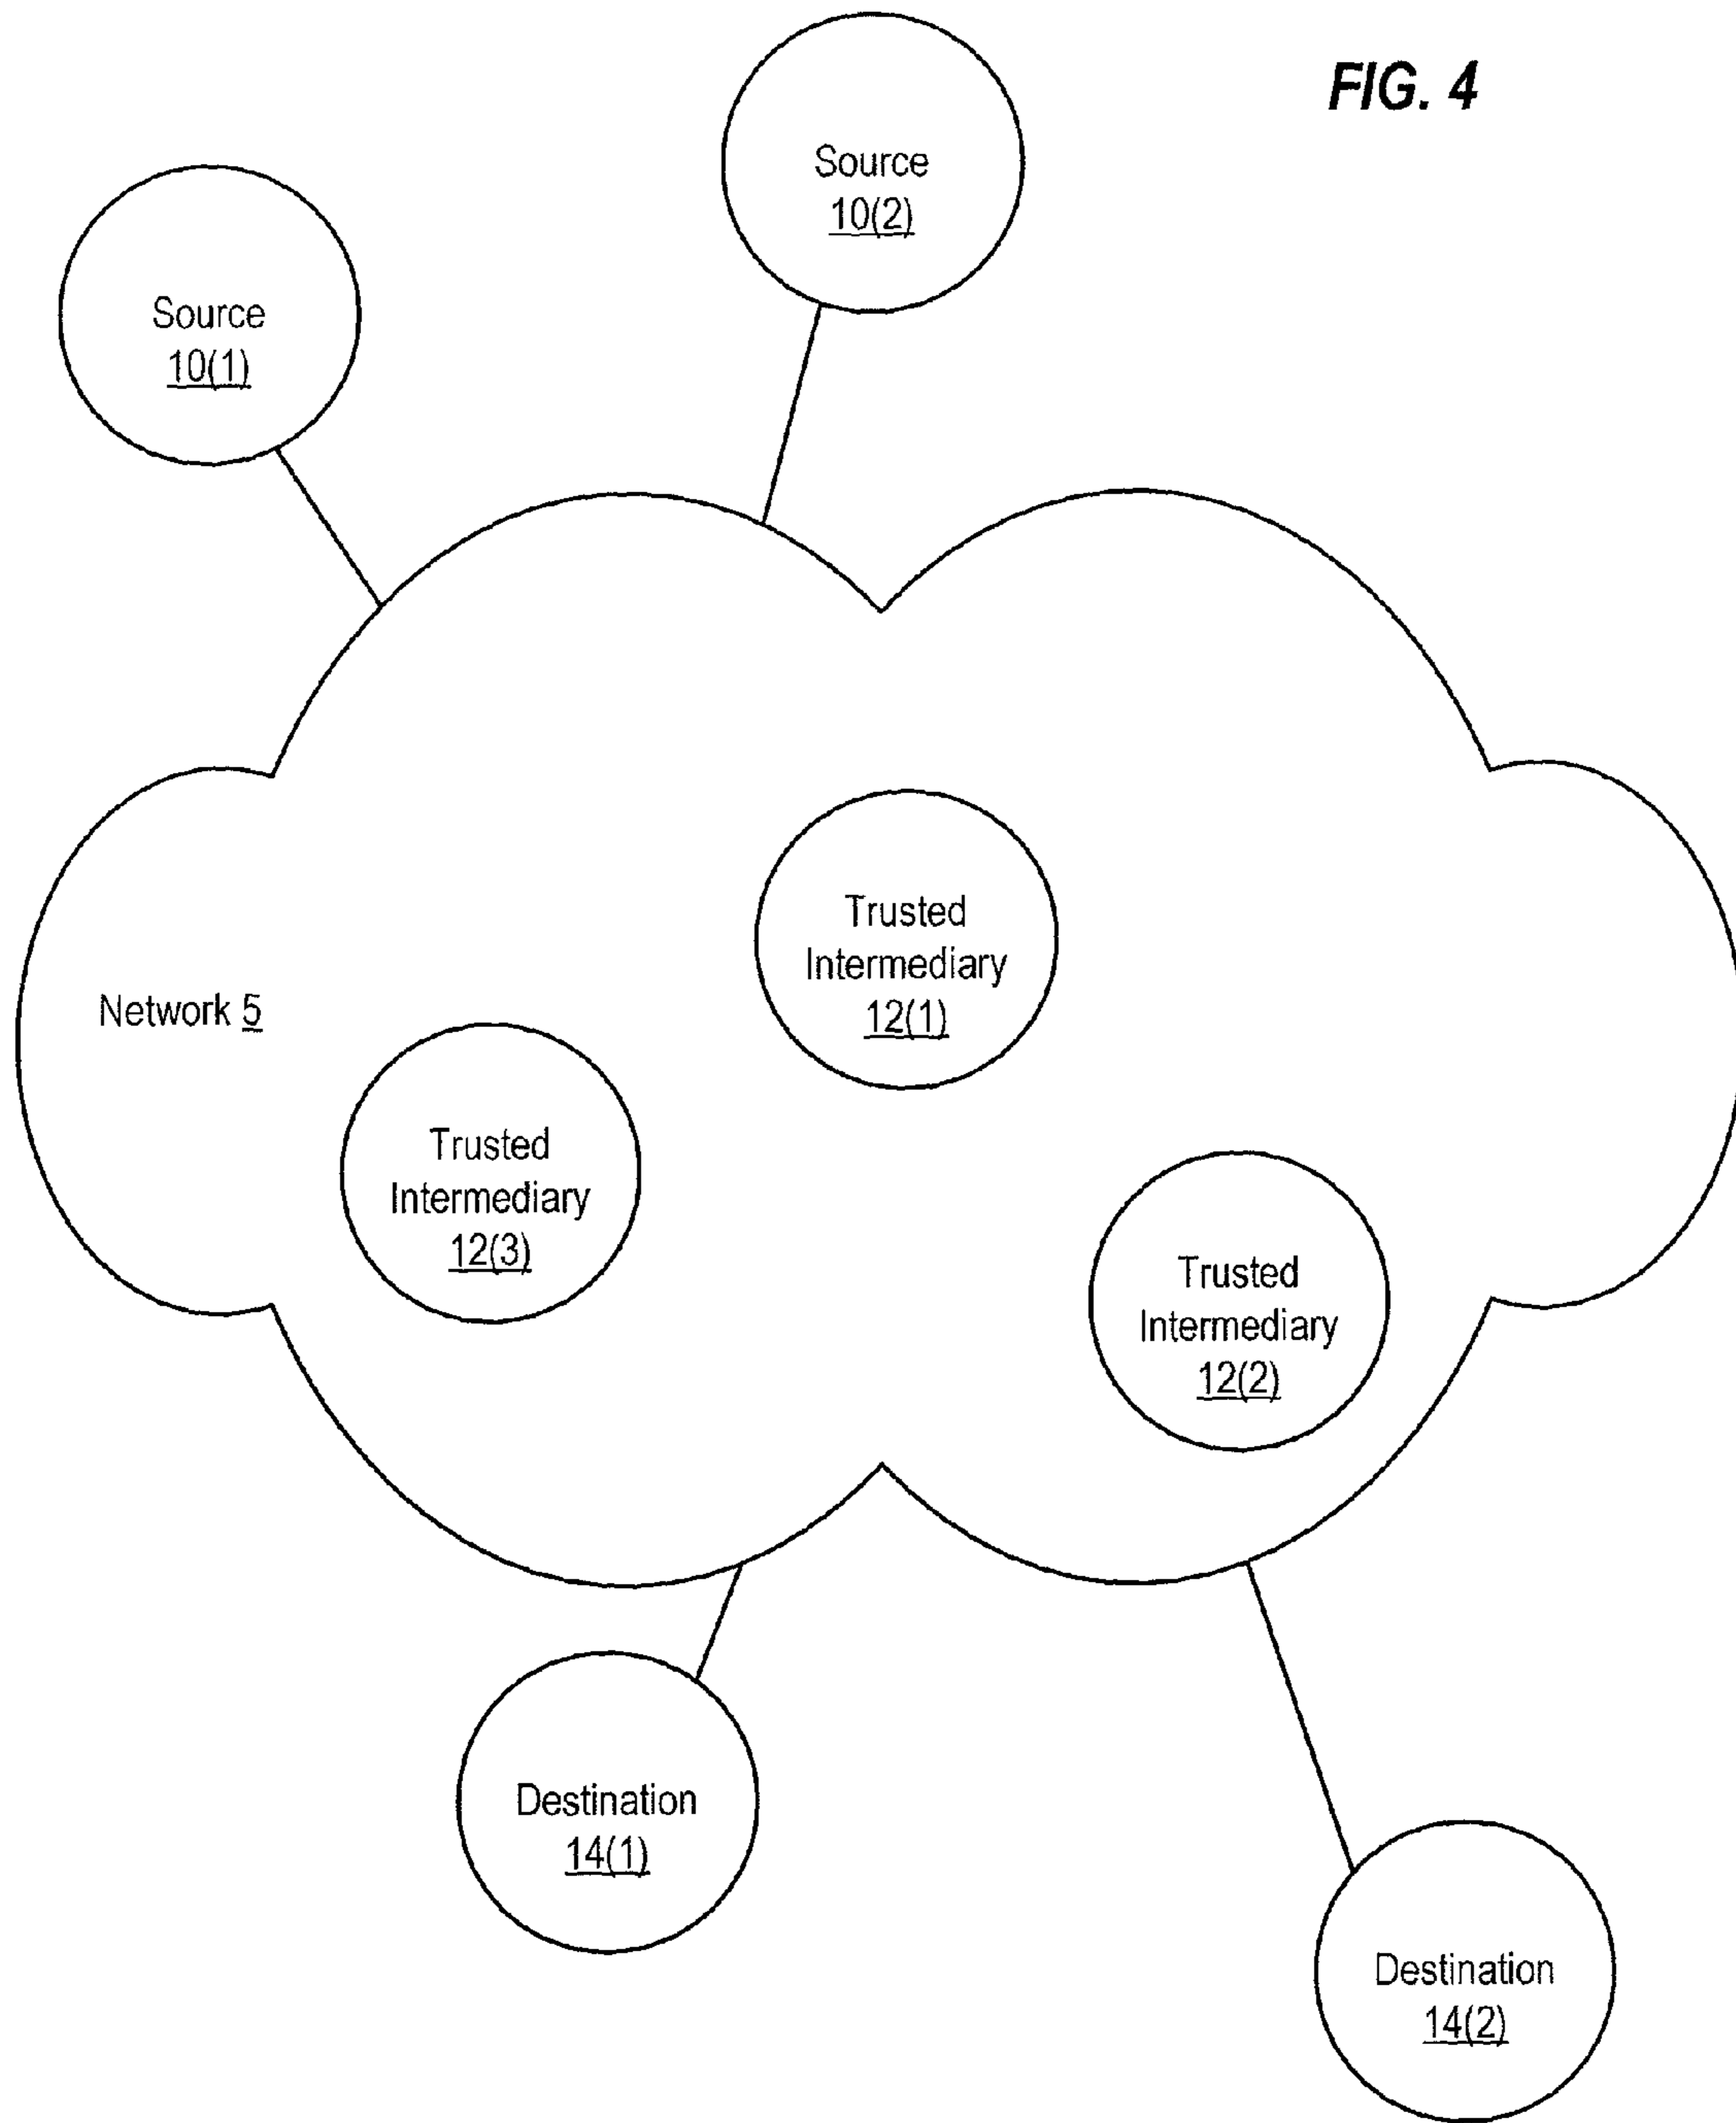 FIG. 4
Source
10(2)
Source
10(1)
Trusted
Intermediary
12(1)
Network 5
Trusted
Intermediary
12(3)
Trusted
Intermediary
12(2)
Destination
14(1)
Destination
14(2)